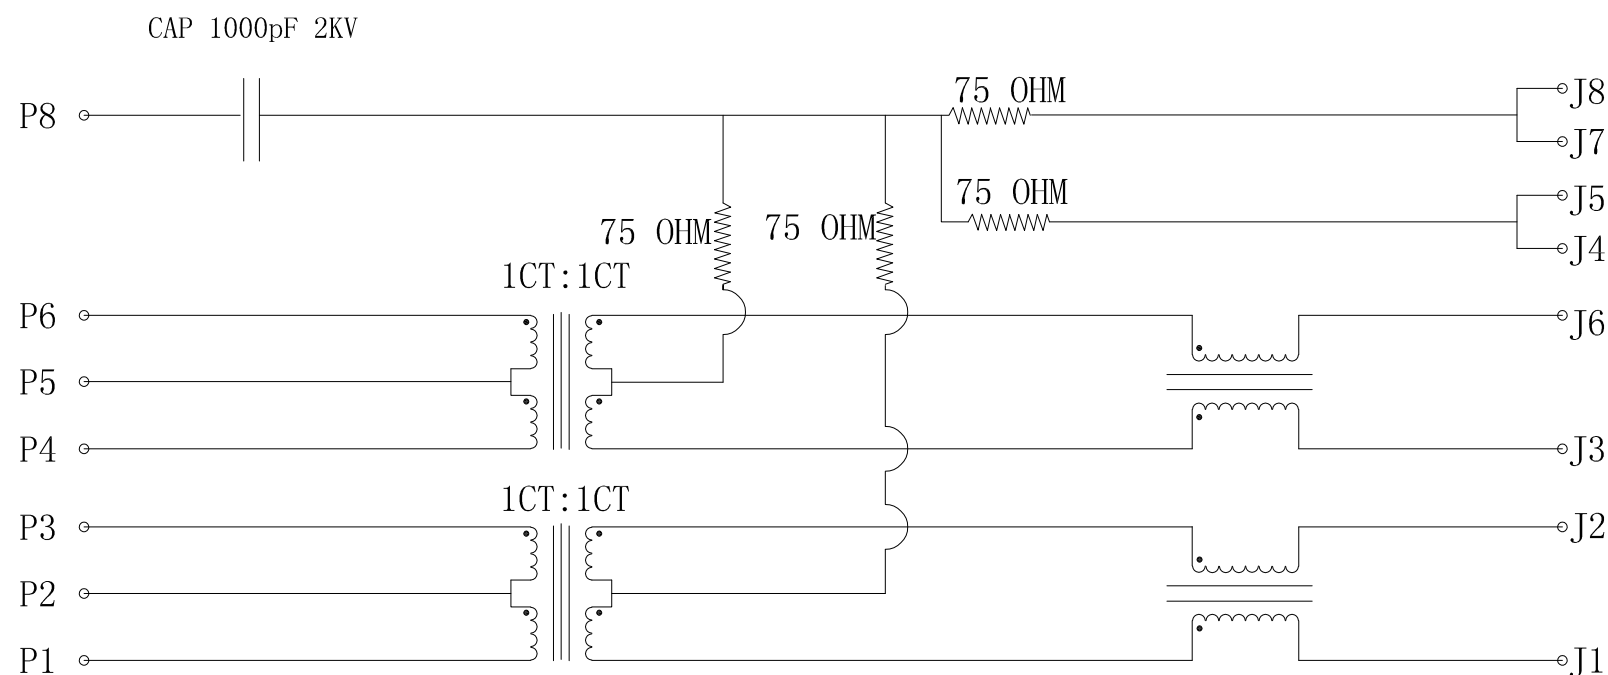 CAP 1000pF 2KV
P8
75 OHM
J8
J7
75 OHM
J5
75 OHM
75 OHM
J4
1CT:1CT
P6
J6
P5
P4
J3
1CT:1CT
P3
J2
P2
P1
J1